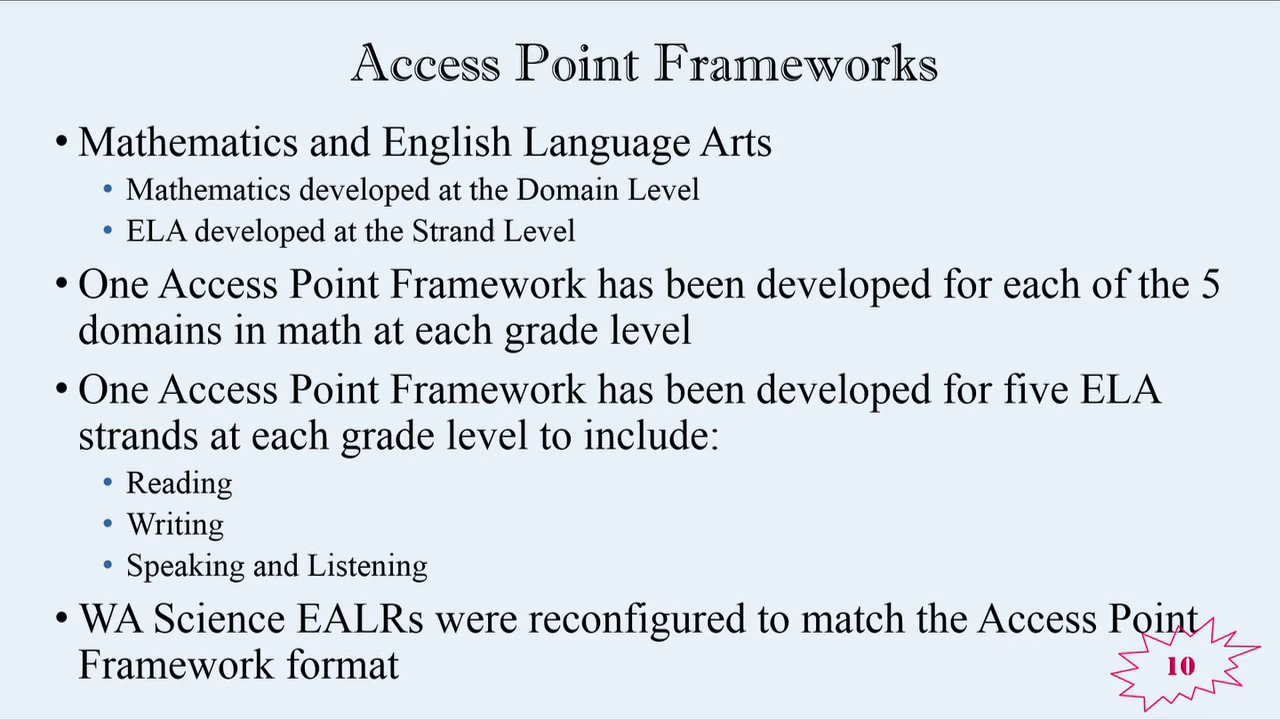 Access Point Frameworks
• Mathematics and English Language Arts
• Mathematics developed at the Domain Level
• ELA developed at the Strand Level
• One Access Point Framework has been developed for each of the 5
domains in math at each grade level
• One Access Point Framework has been developed for five ELA
strands at each grade level to include:
• Reading
• Writing
• Speaking and Listening
• WA Science EALRs were reconfigured to match the Access Point
Framework format
10